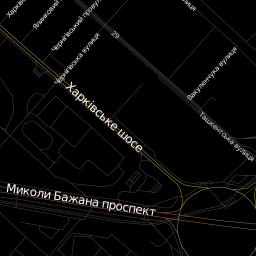 Харківське шосе
Миколи Бажана проспект
Чернігівська вулиця
29
Вакуленчука вулиця
Ташкентська вулиця